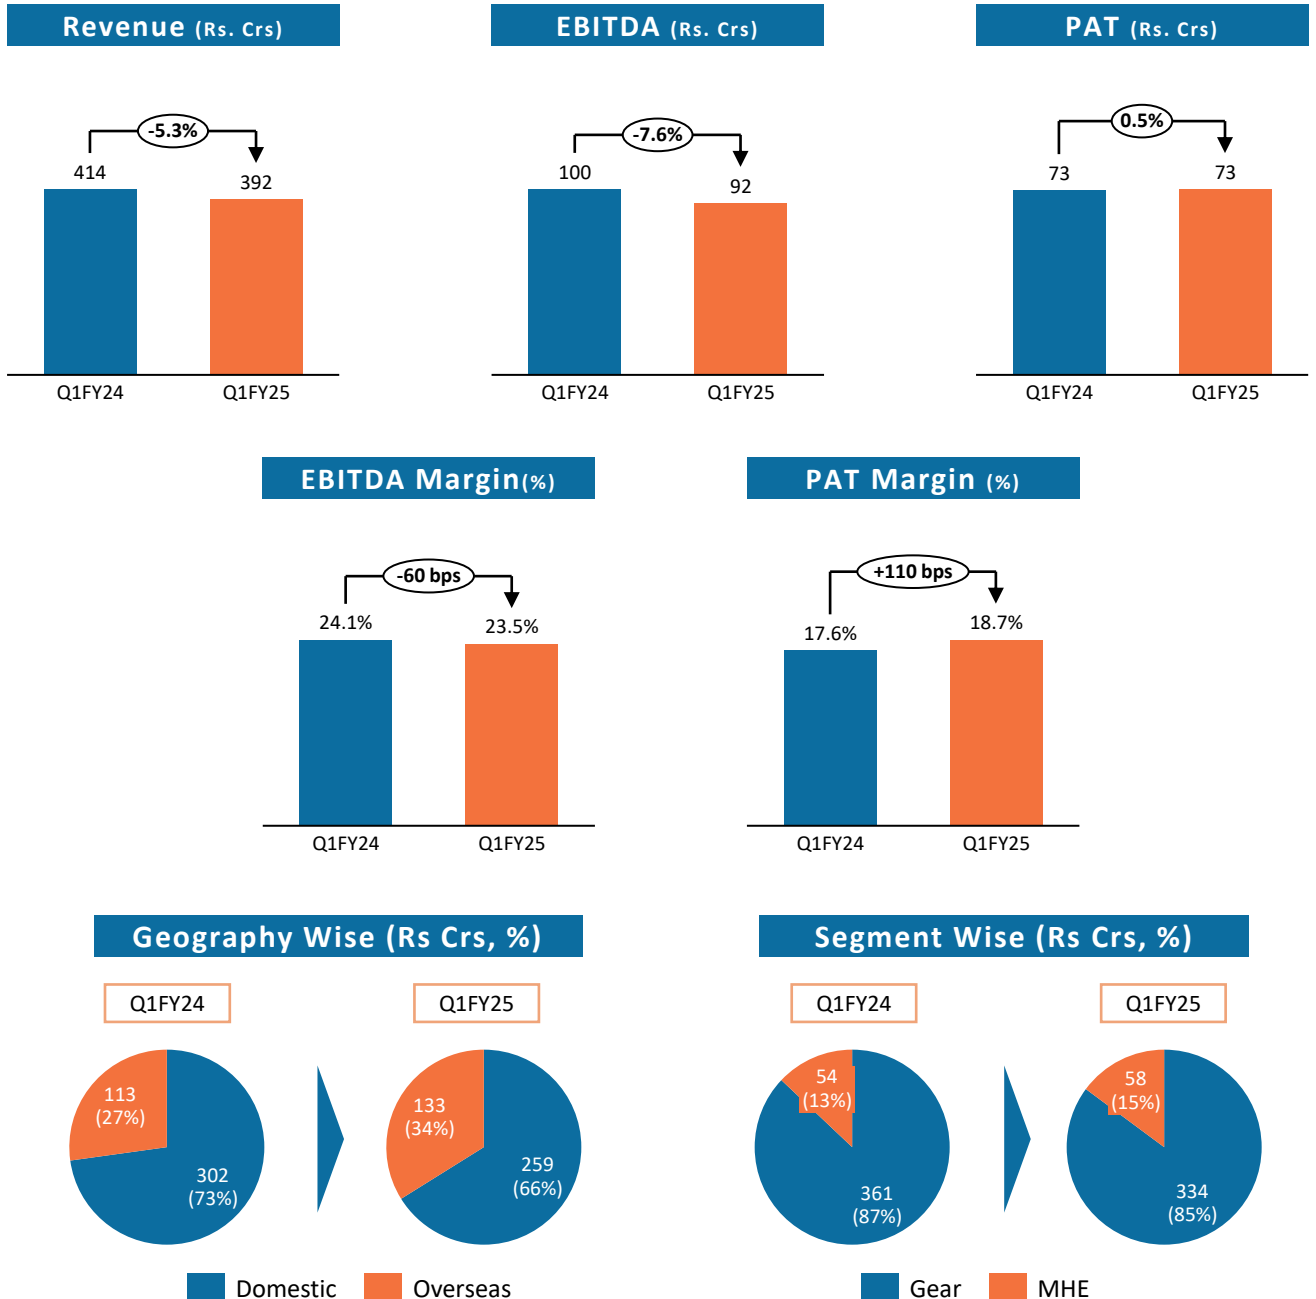 Revenue (Rs. Crs)
EBITDA (Rs. Crs)
PAT (Rs. Crs)
-5.3%
414
392
Q1FY24
Q1FY25
-7.6%
100
92
Q1FY24
Q1FY25
0.5%
73
73
Q1FY24
Q1FY25
EBITDA Margin(%)
PAT Margin (%)
-60 bps
24.1%
23.5%
Q1FY24
Q1FY25
+110 bps
17.6%
18.7%
Q1FY24
Q1FY25
Geography Wise (Rs Crs, %)
Q1FY24
Q1FY25
113
(27%)
302
(73%)
133
(34%)
259
(66%)
Domestic
Overseas
Segment Wise (Rs Crs, %)
Q1FY24
Q1FY25
54
(13%)
361
(87%)
58
(15%)
334
(85%)
Gear
MHE